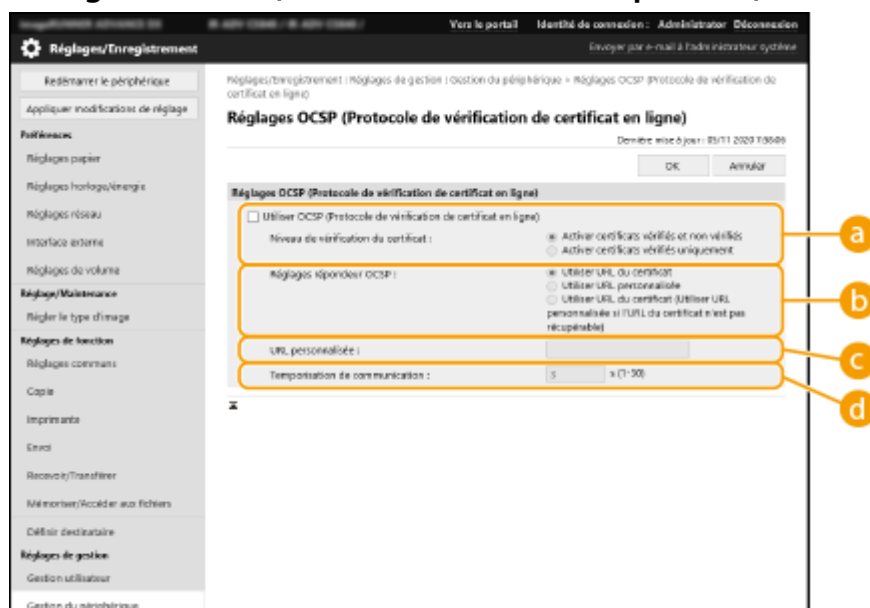 Vers le portail Identité de connexion : Administrator Déconnexion
Réglages/Enregistrement
Envoyer par e-mail à l'administrateur système
Redémarrer le périphérique
Appliquer modifications de réglage
Préférences
Réglages papier
Réglages horloge/énergie
Réglages réseau
Interface externe
Réglages de volume
Réglage/Maintenance
Régler le type d'image
Réglages de fonction
Réglages communs
Copie
Imprimante
Envoi
Recevoir/Transférer
Mémoriser/Accéder aux fichiers
Définir destinataire
Réglages de gestion
Gestion utilisateur
Gestion du périphérique
Réglages/Enregistrement : Réglages de gestion : Gestion du périphérique > Réglages OCSP (Protocole de vérification de
certificat en ligne)
Réglages OCSP (Protocole de vérification de certificat en ligne)
Dernière mise à jour : 05/11 2020
OK Annuler
Réglages OCSP (Protocole de vérification de certificat en ligne)
Utiliser OCSP (Protocole de vérification de certificat en ligne)
Niveau de vérification du certificat :
Activer certificats vérifiés et non vérifiés
Activer certificats vérifiés uniquement
a
Réglages répondeur OCSP :
Utiliser URL du certificat
Utiliser URL personnalisée
Utiliser URL du certificat (Utiliser URL
personnalisée si l'URL du certificat n'est pas
récupérable)
b
URL personnalisée :
c
Temporisation de communication :
3 s (1-30)
d